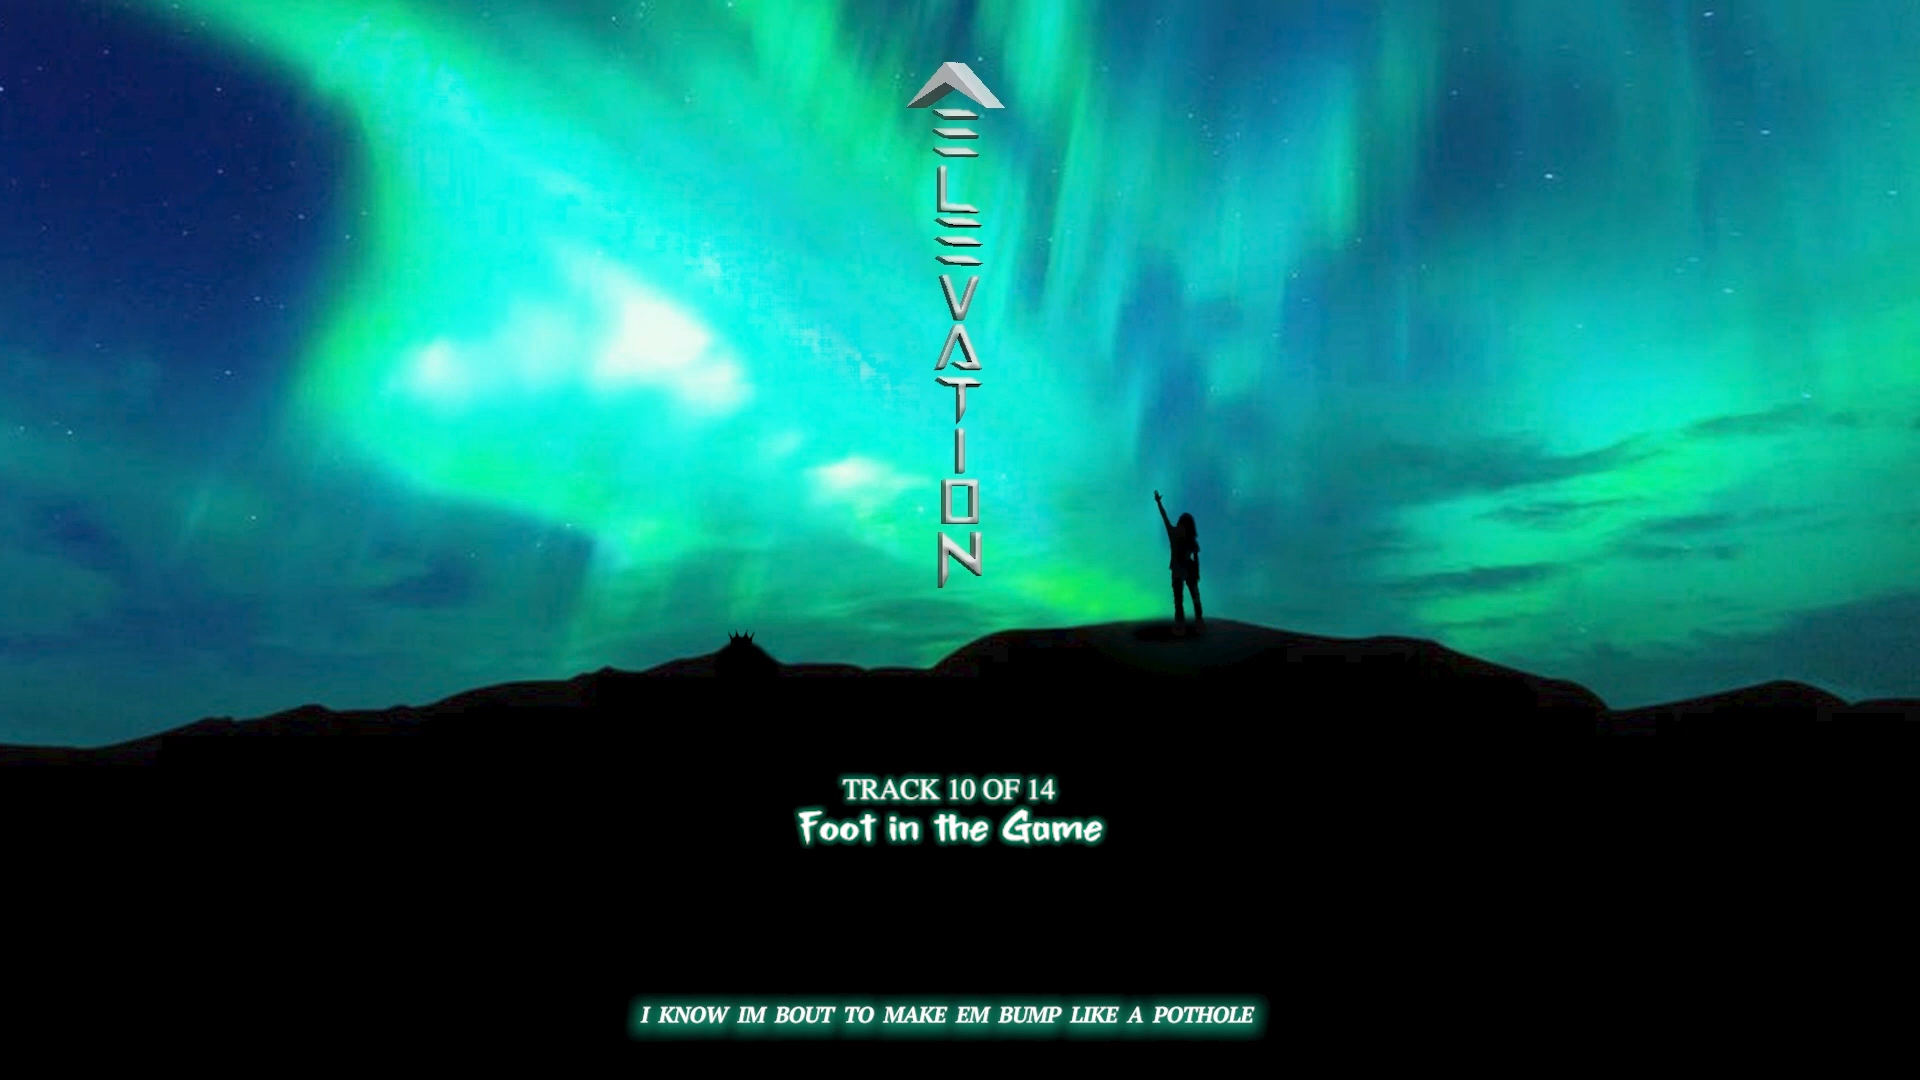 ELEVATION
TRACK 10 OF 14
Foot in the Game
I KNOW IM BOUT TO MAKE EM BUMP LIKE A POTHOLE